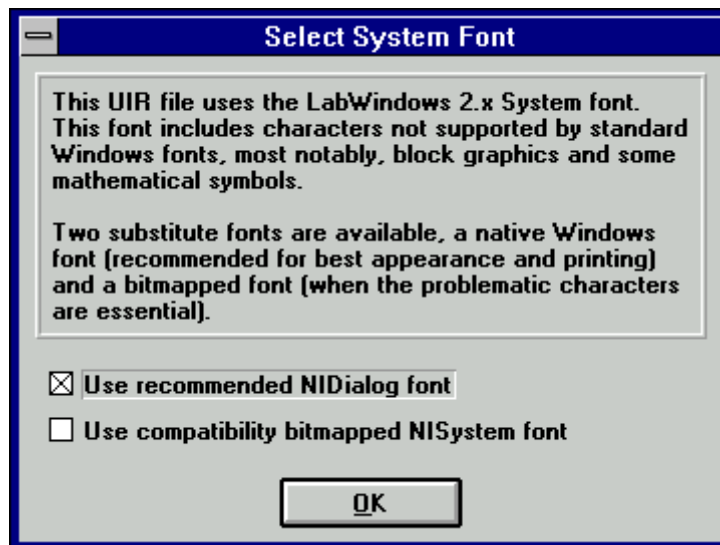 Select System Font
This UIR file uses the LabWindows 2.x System font.
This font includes characters not supported by standard
Windows fonts, most notably, block graphics and some
mathematical symbols.
Two substitute fonts are available, a native Windows
font (recommended for best appearance and printing)
and a bitmapped font (when the problematic characters
are essential).
Use recommended NIDialog font
Use compatibility bitmapped NISystem font
OK